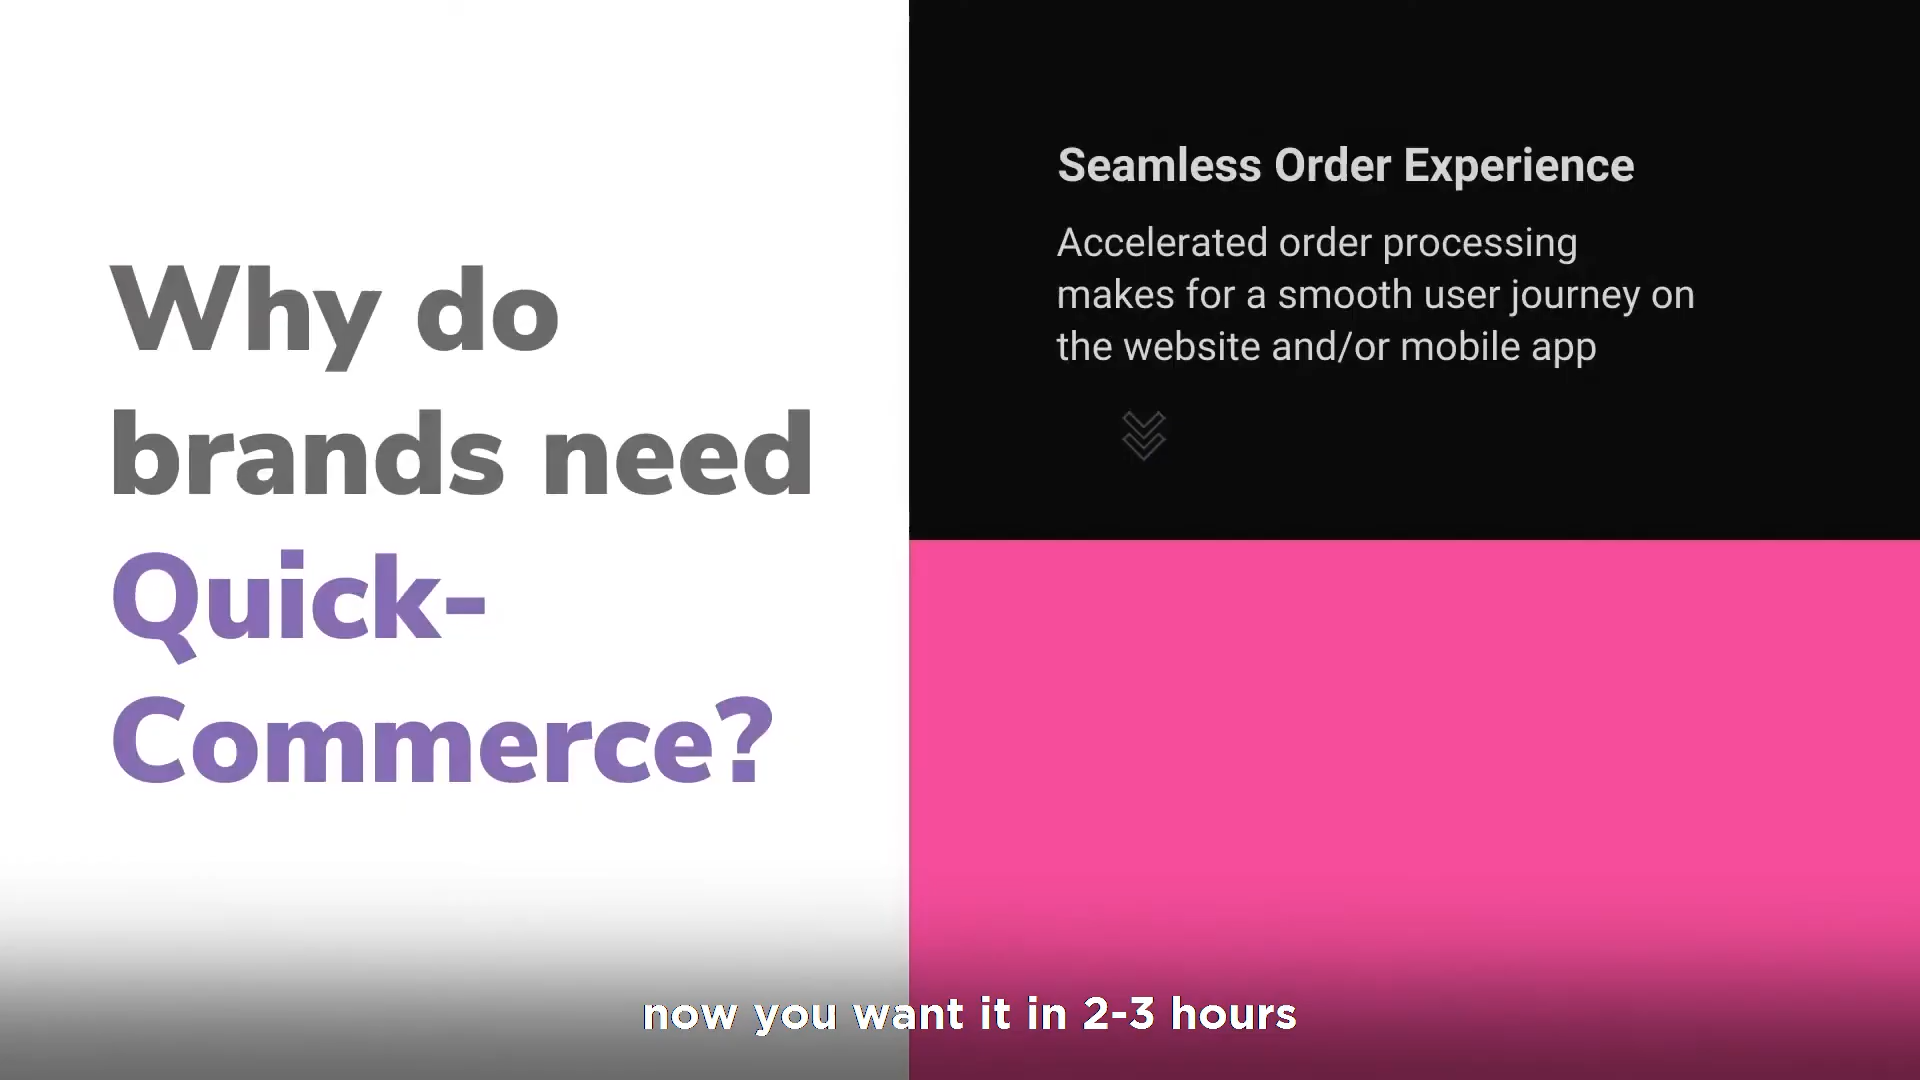 Why do
brands need
Quick-
Commerce?
Seamless Order Experience
Accelerated order processing
makes for a smooth user journey on
the website and/or mobile app
now you want it in 2-3 hours